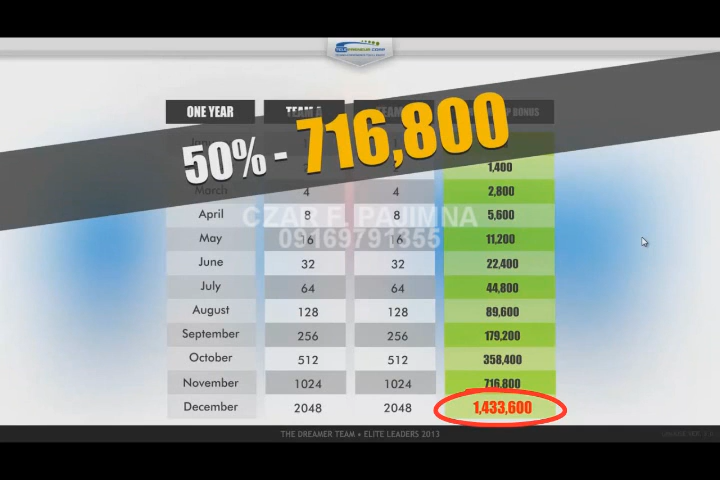 ONE YEAR TEAM BONUS
50% - 716,800
1,400
March 4 4 2,800
April 8 8 5,600
CZAR F. PAJIMNA
09169791355
May 16 16 11,200
June 32 32 22,400
July 64 64 44,800
August 128 128 89,600
September 256 256 179,200
October 512 512 358,400
November 1024 1024 716,800
December 2048 2048 1,433,600
THE DREAMER TEAM • ELITE LEADERS 2013